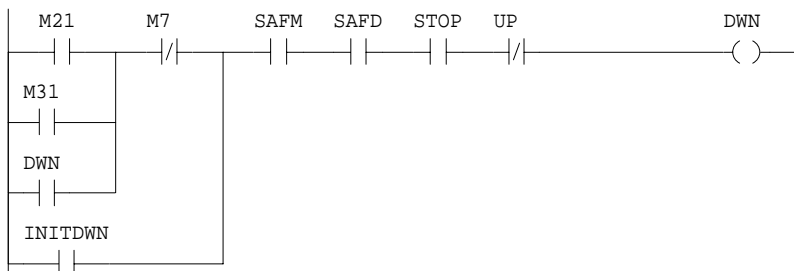 M21 M7 SAFM SAFD STOP UP DWN
M31
DWN
INITDWN